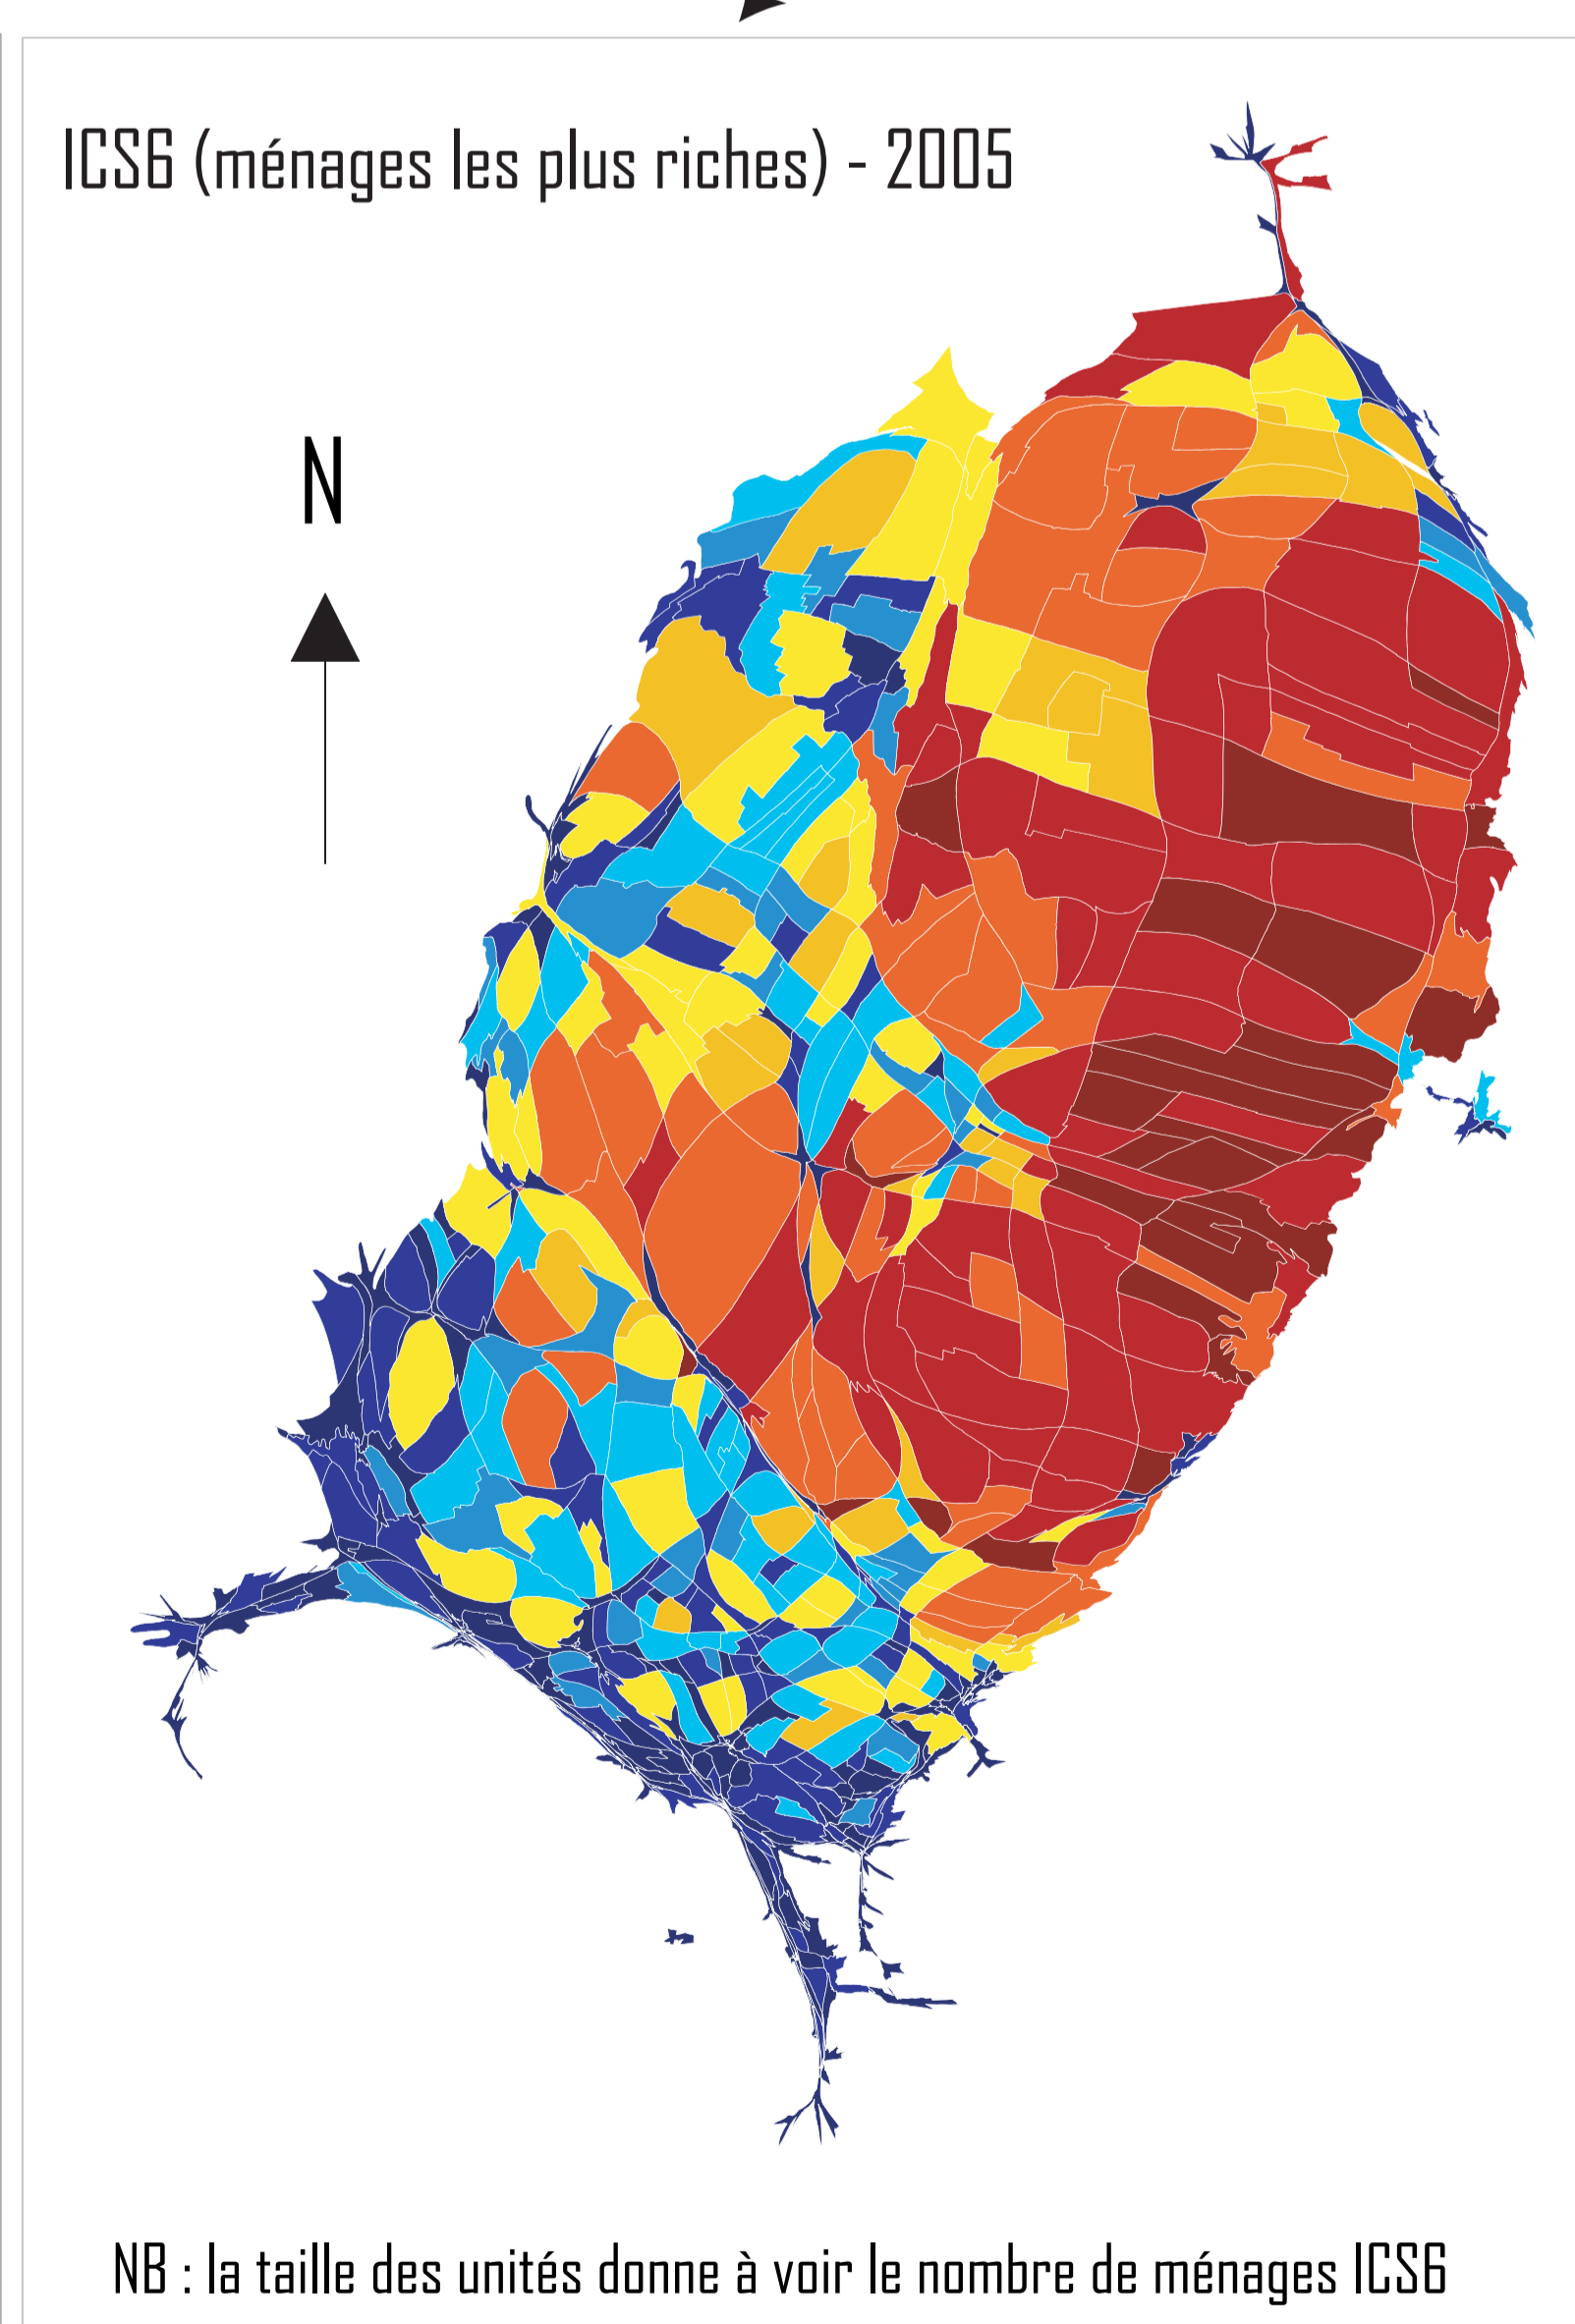 ICS6 (ménages les plus riches) - 2005
N
NB : la taille des unités donne à voir le nombre de ménages ICS6